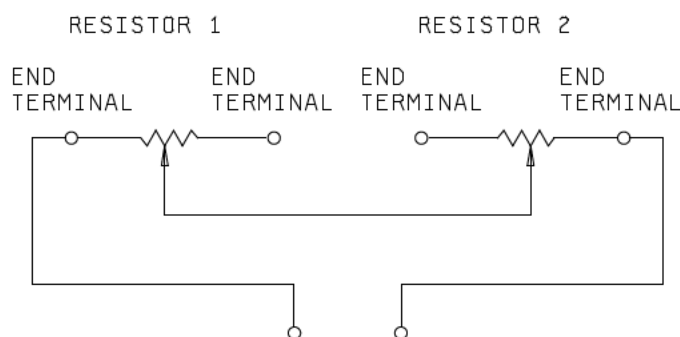 RESISTOR 1
RESISTOR 2
END
TERMINAL
END
TERMINAL
END
TERMINAL
END
TERMINAL